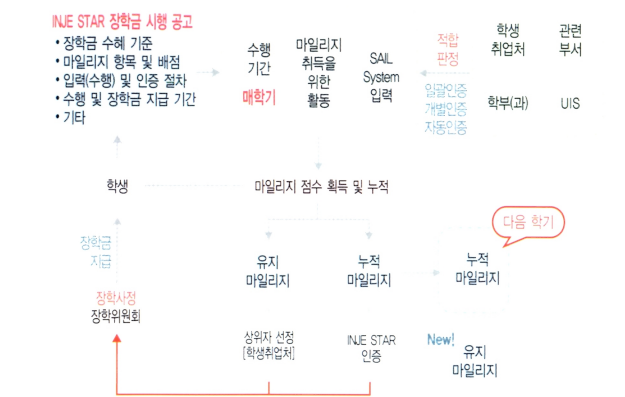 INJE STAR 장학금 시행 공고
• 장학금 수혜 기준
• 마일리지 항목 및 배점
• 입력(수행) 및 인증 절차
• 수행 및 장학금 지급 기간
• 기타
수행
기간
매학기
마일리지
취득을
위한
활동
SAIL
System
입력
적합
판정
일괄인증
개별인증
자동인증
학생
취업처
관련
부서
학부(과)
UIS
학생
마일리지 점수 획득 및 누적
장학금
지급
장학사정
장학위원회
유지
마일리지
누적
마일리지
다음 학기
누적
마일리지
상위자 선정
[학생취업처]
INJE STAR
인증
New!
유지
마일리지